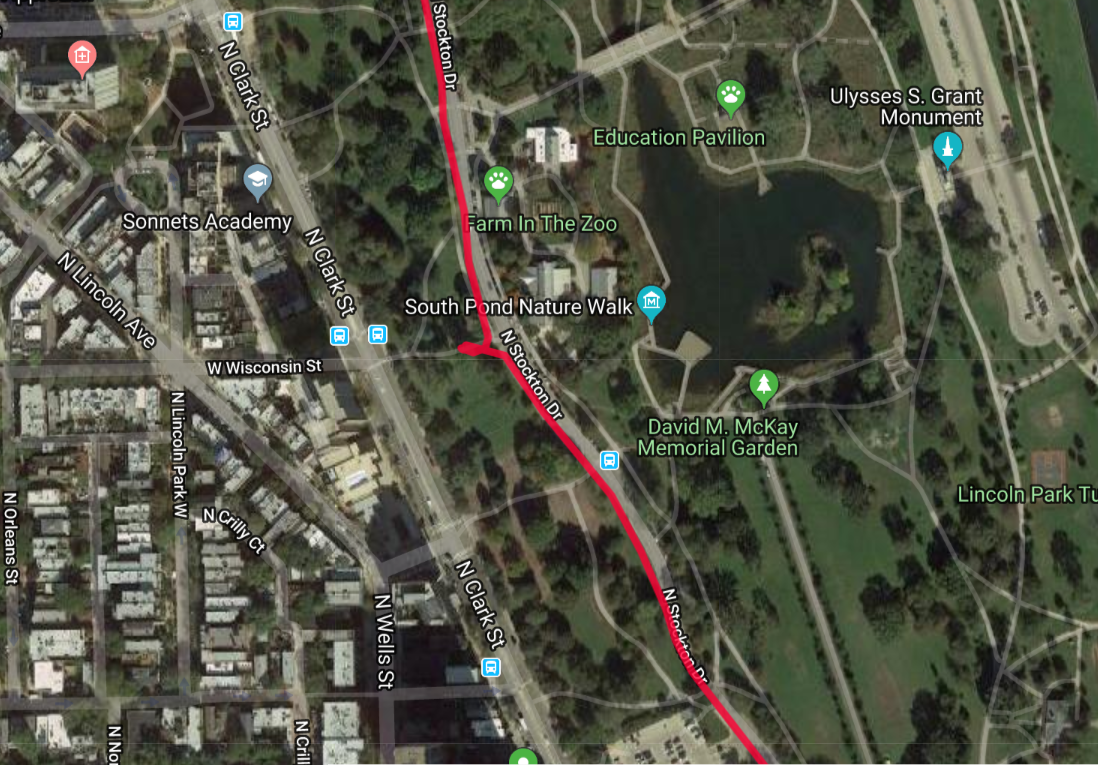 Stockton Dr
N Clark St
Ulysses S. Grant
Monument
Education Pavilion
Sonnets Academy
Farm In The Zoo
N Clark St
N Lincoln Ave
South Pond Nature Walk
N Stockton Dr
W Wisconsin St
N Lincoln Park W
David M. McKay
Memorial Garden
Lincoln Park Tu
N Orleans St
N Crilly Ct
N Clark St
N Wells St
N Stockton Dr
N No
N Crill